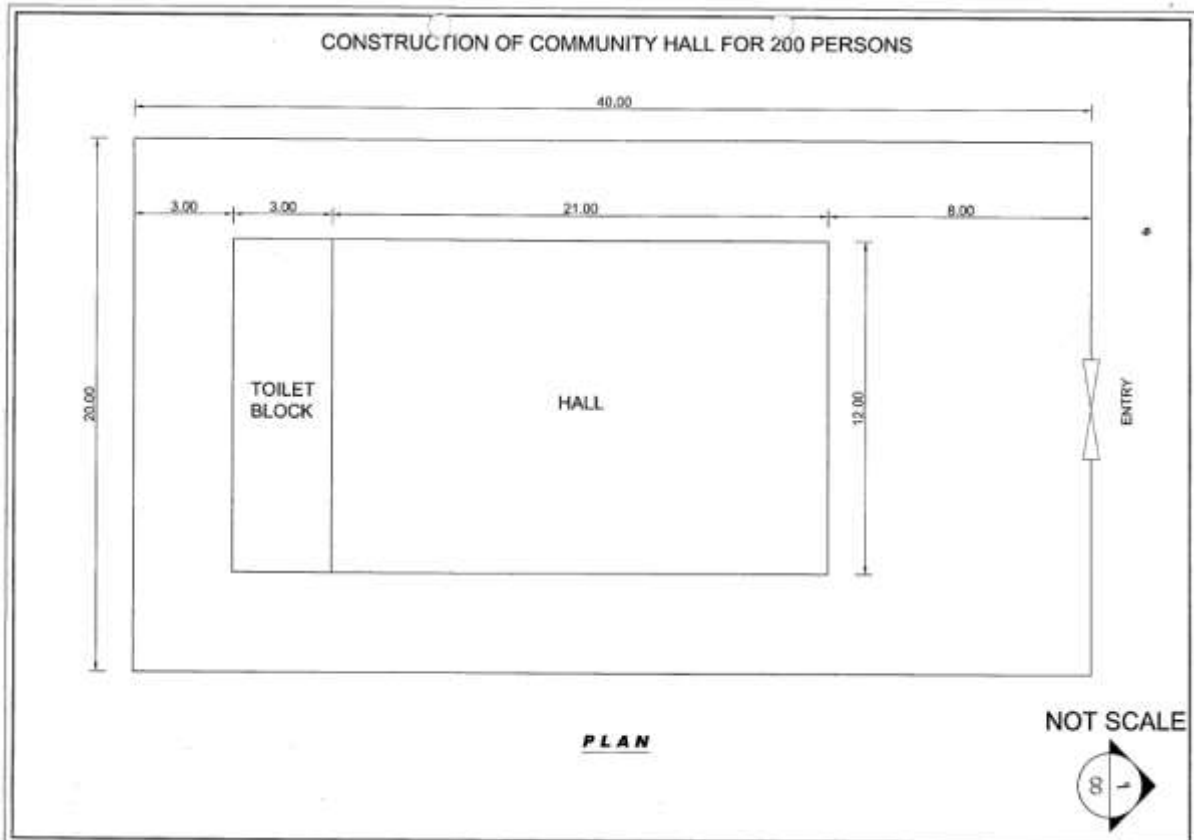 CONSTRUCTION OF COMMUNITY HALL FOR 200 PERSONS
40.00
3.00 3.00 21.00 8.00
20.00
TOILET
BLOCK
HALL
12.00
ENTRY
PLAN
NOT SCALE